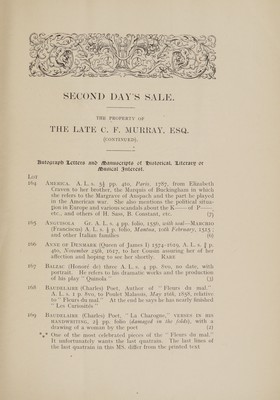 SECOND DAY'S SALE.
THE PROPERTY OF
THE LATE C. F. MURRAY, ESQ.
(CONTINUED).
Autograph Letters and Manuscripts of Historical, Literary or
Musical Interest.
Lot
164 AMERICA. A. L. s. 5½ pp. 4to, Paris, 1787, from Elizabeth
Craven to her brother, the Marquis of Buckingham in which
she refers to the Margrave of Anspach and the part he played
in the American war. She also mentions the political situa-
tion in Europe and various scandals about the K—— of P——,
etc., and others of H. Sass, B. Constant, etc. (7)
165 ANGUISOLA Gr. A. L. s. 4 pp. folio, 1556, with seal—MARCHIO
(Franciscus) A. L. s. ½ p. folio, Mantua, 10th February, 1525;
and other Italian families (6)
166 ANNE OF DENMARK (Queen of James I) 1574-1619, A. L. s. ½ p.
4to, November 25th, 1617, to her Cousin assuring her of her
affection and hoping to see her shortly. RARE
167 BALZAC (Honoré de) three A. L. s. 4 pp. 8vo, no date, with
portrait. He refers to his dramatic works and the production
of his play "Quinola" (3)
168 BAUDELAIRE (Charles) Poet, Author of "Fleurs du mal."
A. L. s. 1 p. 8vo, to Poulet Malassis, May 16th, 1858, relative
to "Fleurs du mal." At the end he says he has nearly finished
"Les Curiosités"
169 BAUDELAIRE (Charles) Poet, "La Charogne," VERSES IN HIS
HANDWRITING, 2½ pp. folio (damaged on the folds), with a
drawing of a woman by the poet (2)
*⁎* One of the most celebrated pieces of the "Fleurs du mal."
It unfortunately wants the last quatrain. The last lines of
the last quatrain in this MS. differ from the printed text